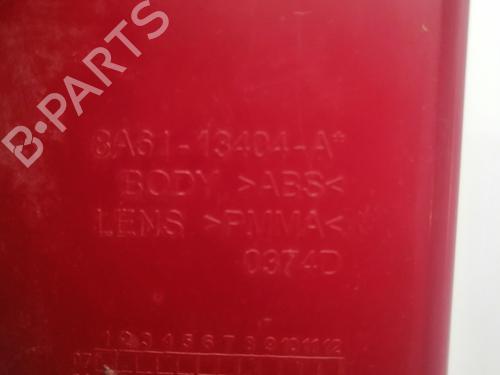 B-PARTS
8A61-13404-A*
BODY >ABS<
LENS >PMMA<
0374D
1 2 3 4 5 6 7 8 9 10 11 12